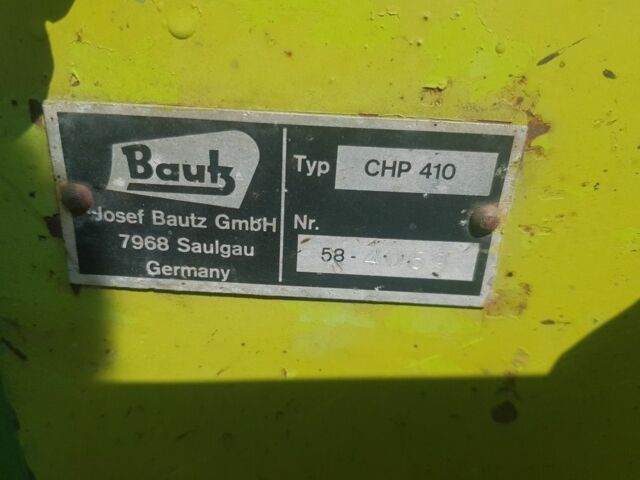 Bautz
Josef Bautz GmbH
7968 Saulgau
Germany
Typ CHP 410
Nr.
58 -